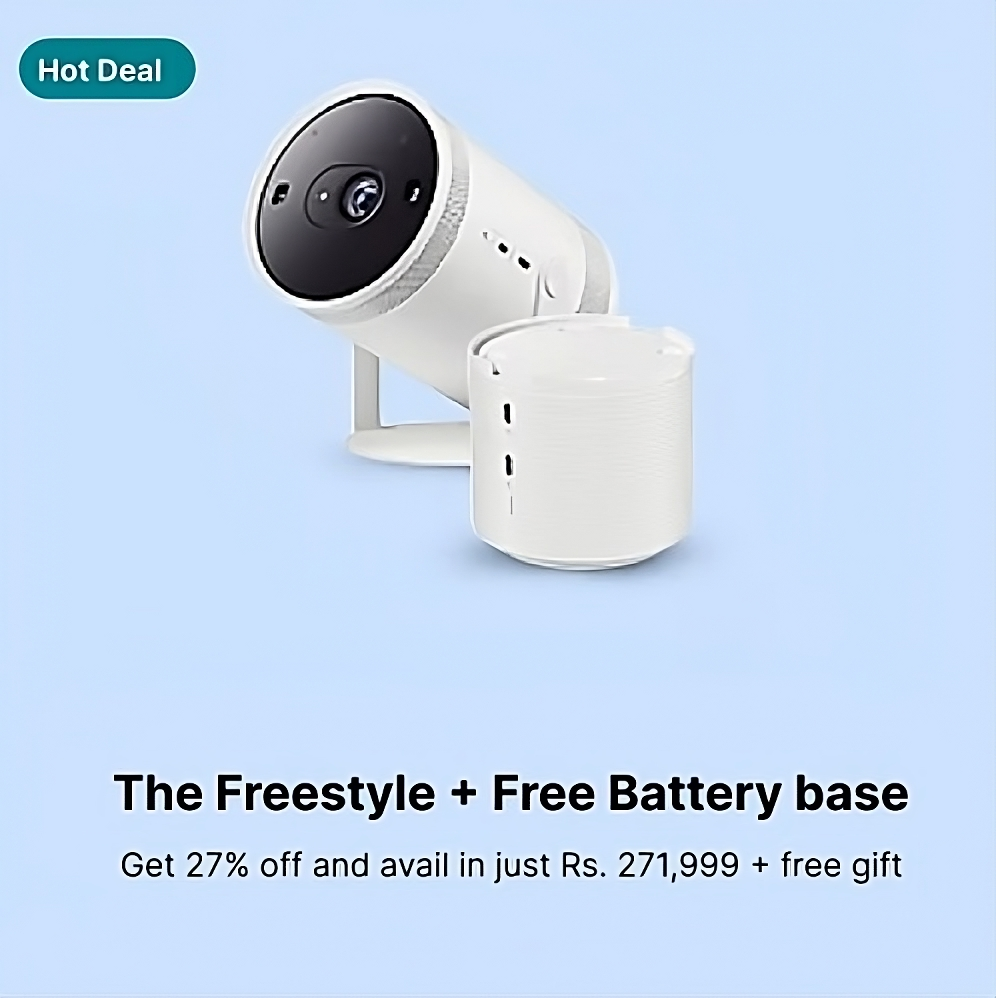 Hot Deal
The Freestyle + Free Battery base
Get 27% off and avail in just Rs. 271,999 + free gift